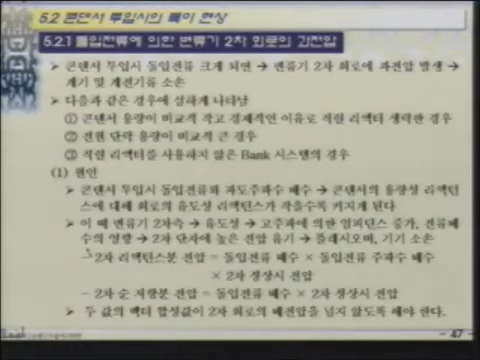 5.2 콘덴서 투입시의 특이 현상
5.2.1 돌입전류에 의한 변류기 2차 회로의 과전압
➢ 콘덴서 투입시 돌입전류 크게 되면 → 변류기 2차 회로에 과전압 발생 →
계기 및 계전기류 소손
➢ 다음과 같은 경우에 심하게 나타남
① 콘덴서 용량이 비교적 작고 경제적인 이유로 직렬 리액터 생략한 경우
② 전원 단락 용량이 비교적 큰 경우
③ 직렬 리액터를 사용하지 않은 Bank 시스템의 경우
(1) 원인
➢ 콘덴서 투입시 돌입전류와 과도주파수 배수 → 콘덴서의 용량성 리액턴
스에 대해 회로의 유도성 리액턴스가 작을수록 커지게 된다
➢ 이 때 변류기 2차측 → 유도성 → 고주파에 의한 임피던스 증가, 전류배
수의 영향 → 2차 단자에 높은 전압 유기 → 플래시오버, 기기 소손
- 2차 리액턴스분 전압 = 돌입전류 배수 × 돌입전류 주파수 배수
× 2차 정상시 전압
- 2차 순 저항분 전압 = 돌입전류 배수 × 2차 정상시 전압
➢ 두 값의 벡터 합성값이 2차 회로의 내전압을 넘지 않도록 해야 한다.
- 47 -